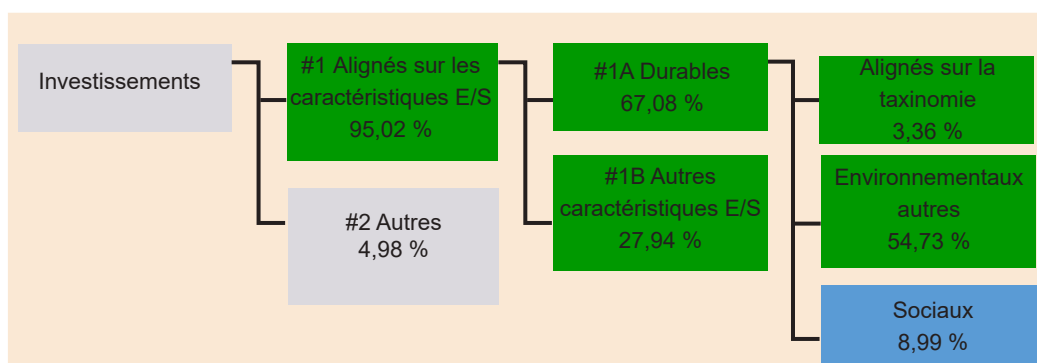 Investissements
#1 Alignés sur les
caractéristiques E/S
95,02 %
#2 Autres
4,98 %
#1A Durables
67,08 %
#1B Autres
caractéristiques E/S
27,94 %
Alignés sur la
taxinomie
3,36 %
Environnementaux
autres
54,73 %
Sociaux
8,99 %